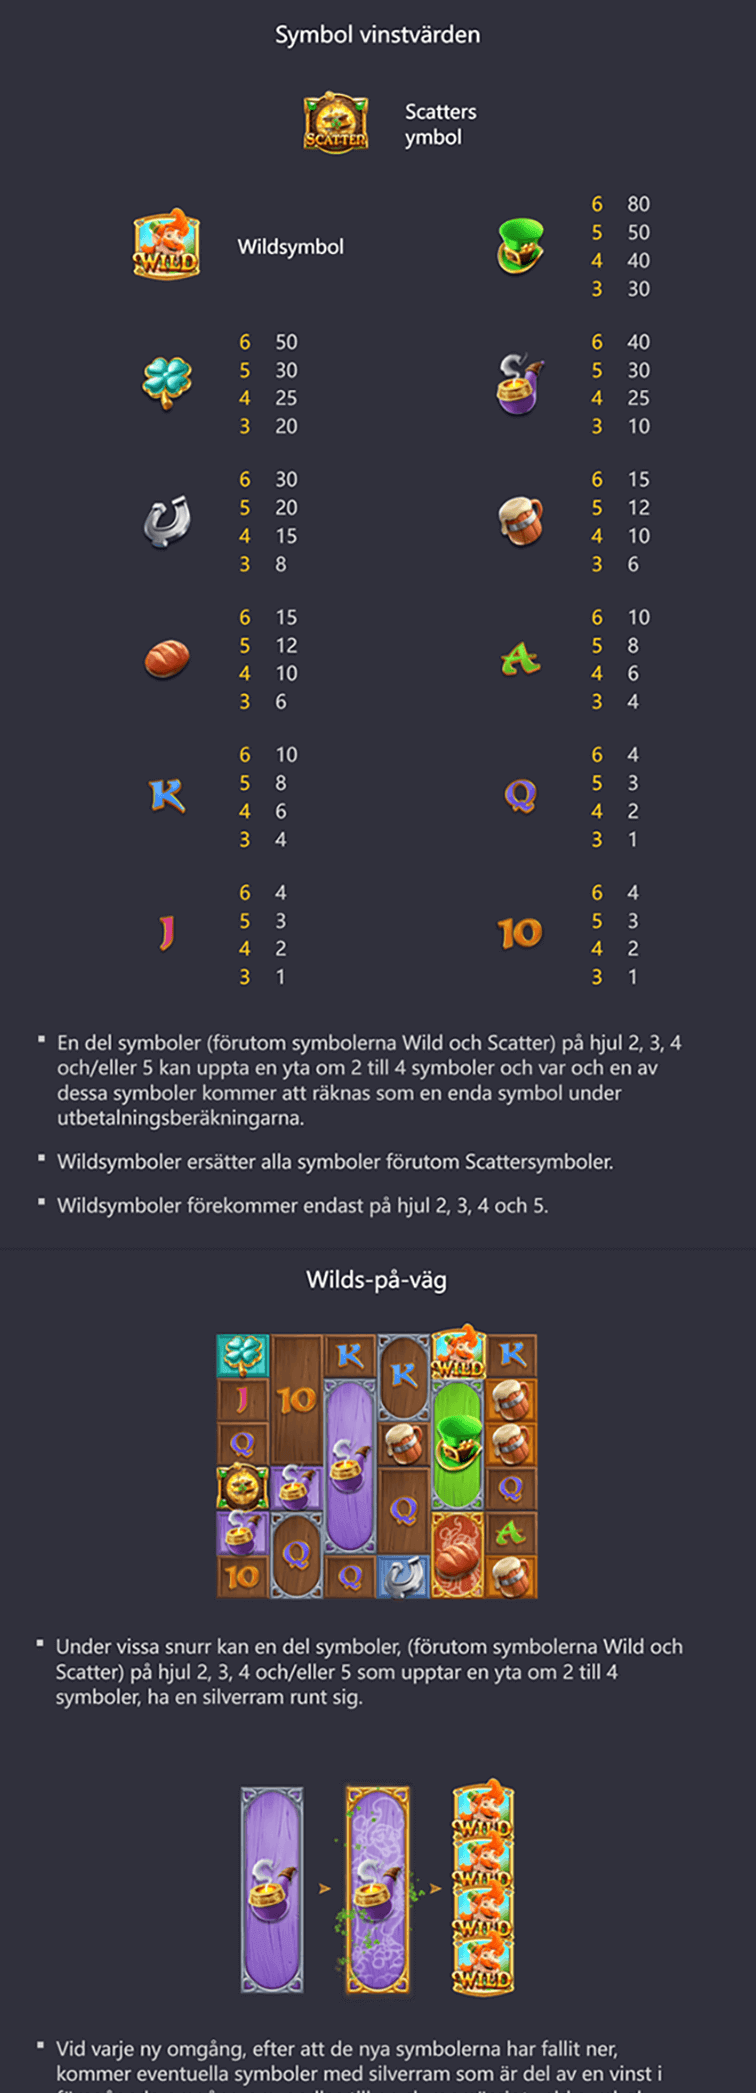 Symbol vinstvärden
SCATTER
Scatters
ymbol
WILD
Wildsymbol
6 80
5 50
4 40
3 30
6 50
5 30
4 25
3 20
6 40
5 30
4 25
3 10
6 30
5 20
4 15
3 8
6 15
5 12
4 10
3 6
6 15
5 12
4 10
3 6
A
6 10
5 8
6 6
3 4
K
6 10
5 8
4 6
3 4
Q
6 4
5 3
4 2
3 1
J
6 4
5 3
4 2
3 1
10
6 4
5 3
4 2
3 1
▪ En del symboler (förutom symbolerna Wild och Scatter) på hjul 2, 3, 4
och/eller 5 kan uppta en yta om 2 till 4 symboler och var och en av
dessa symboler kommer att räknas som en enda symbol under
utbetalningsberäkningarna.
▪ Wildsymboler ersätter alla symboler förutom Scattersymboler.
▪ Wildsymboler förekommer endast på hjul 2, 3, 4 och 5.
Wilds-på-väg
K K WILD K
J 10
Q
Q Q
Q A
10 Q
▪ Under vissa snurr kan en del symboler, (förutom symbolerna Wild och
Scatter) på hjul 2, 3, 4 och/eller 5 som upptar en yta om 2 till 4
symboler, ha en silverram runt sig.
WILD
WILD
WILD
WILD
▪ Vid varje ny omgång, efter att de nya symbolerna har fallit ner,
kommer eventuella symboler med silverram som är del av en vinst i